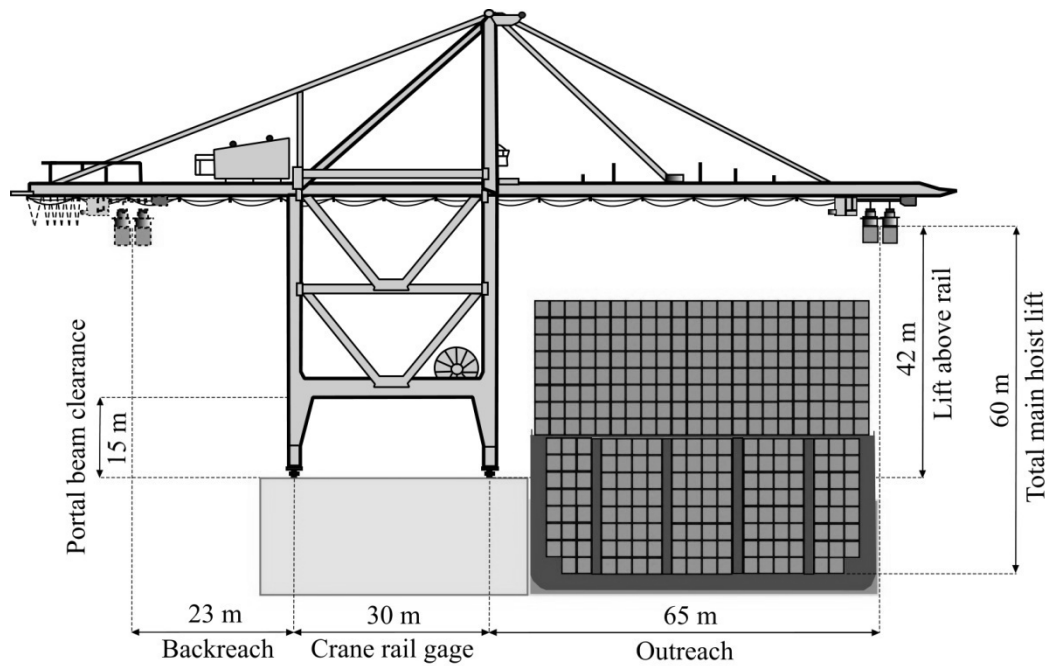 Portal beam clearance
15 m
42 m
Lift above rail
60 m
Total main hoist lift
23 m
30 m
65 m
Backreach
Crane rail gage
Outreach